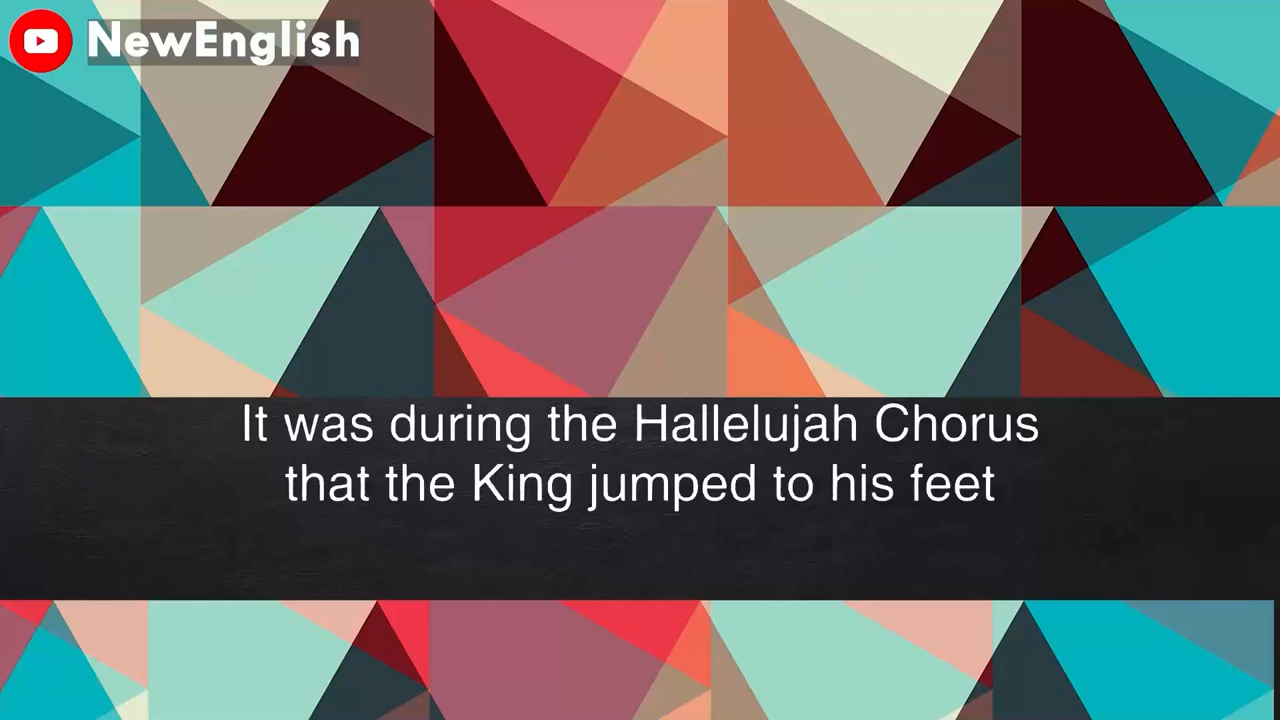 NewEnglish
It was during the Hallelujah Chorus
that the King jumped to his feet